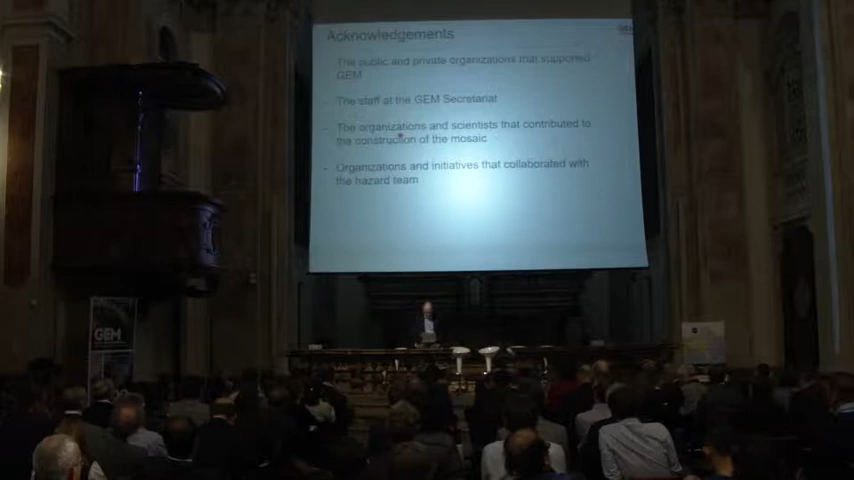 Acknowledgements
- The public and private organizations that supported
GEM
- The staff at the GEM Secretariat
- The organizations and scientists that contributed to
the construction of the mosaic
- Organizations and initiatives that collaborated with
the hazard team
GEM